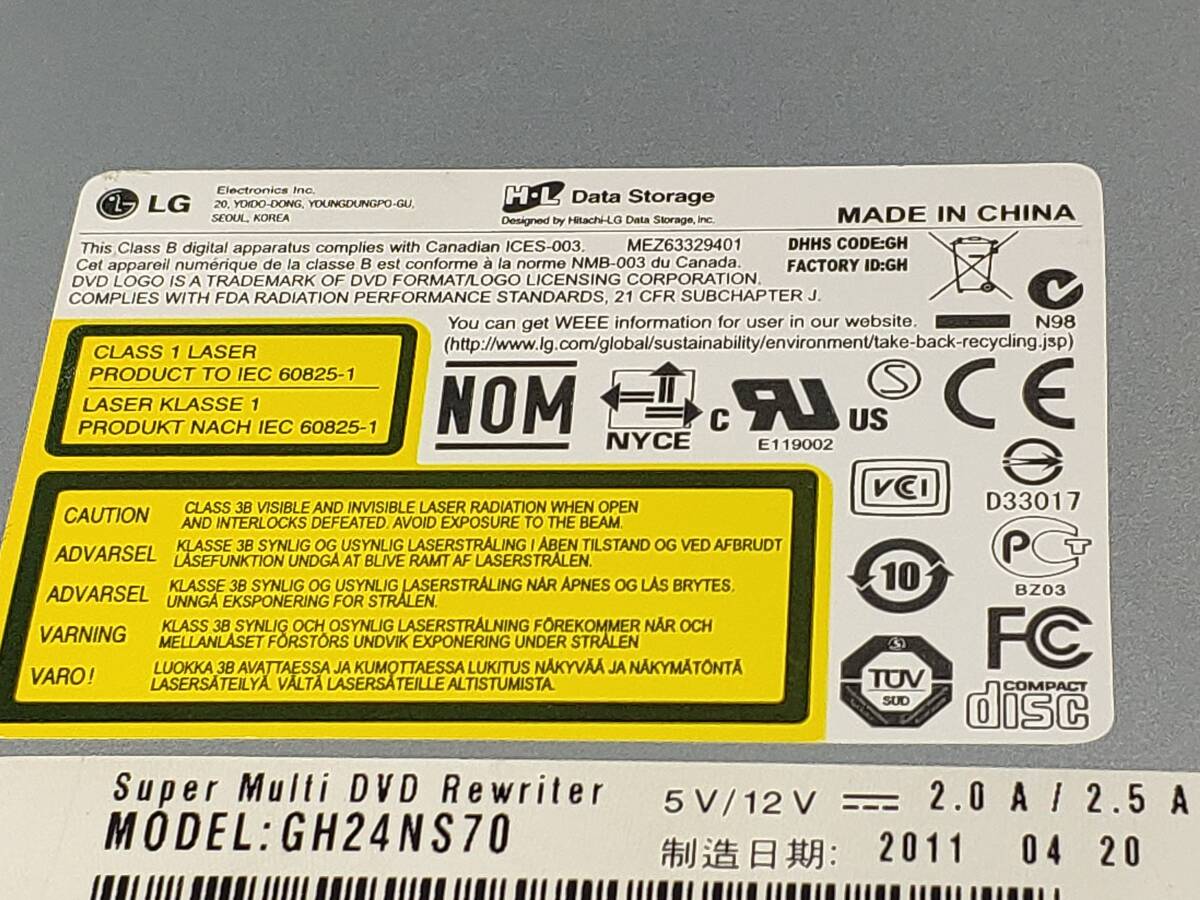 LG Electronics Inc.
20, YOIDO-DONG, YOUNGDUNGPO-GU,
SEOUL, KOREA
H·L Data Storage
Designed by Hitachi-LG Data Storage, Inc.
MADE IN CHINA
This Class B digital apparatus complies with Canadian ICES-003. MEZ63329401
Cet appareil numérique de la classe B est conforme à la norme NMB-003 du Canada.
DVD LOGO IS A TRADEMARK OF DVD FORMAT/LOGO LICENSING CORPORATION.
COMPLIES WITH FDA RADIATION PERFORMANCE STANDARDS, 21 CFR SUBCHAPTER J.
DHHS CODE:GH
FACTORY ID:GH
N98
You can get WEEE information for user in our website.
(http://www.lg.com/global/sustainability/environment/take-back-recycling.jsp)
CLASS 1 LASER
PRODUCT TO IEC 60825-1
LASER KLASSE 1
PRODUKT NACH IEC 60825-1
NOM
NYCE
C RU US
E119002
S
CE
VCI
D33017
10
PCT
BZ03
FC
TÜV
SÜD
COMPACT
disc
CAUTION CLASS 3B VISIBLE AND INVISIBLE LASER RADIATION WHEN OPEN
AND INTERLOCKS DEFEATED. AVOID EXPOSURE TO THE BEAM.
ADVARSEL KLASSE 3B SYNLIG OG USYNLIG LASERSTRÅLING I ÅBEN TILSTAND OG VED AFBRUDT
LÅSEFUNKTION UNDGÅ AT BLIVE RAMT AF LASERSTRÅLEN.
ADVARSEL KLASSE 3B SYNLIG OG USYNLIG LASERSTRÅLING NÅR ÅPNES OG LÅS BRYTES.
UNNGÅ EKSPONERING FOR STRÅLEN.
VARNING KLASS 3B SYNLIG OCH OSYNLIG LASERSTRÅLNING FÖREKOMMER NÄR OCH
MELLANLÅSET FÖRSTÖRS UNDVIK EXPONERING UNDER STRÅLEN
VARO! LUOKKA 3B AVATTAESSA JA KUMOTTAESSA LUKITUS NÄKYVÄÄ JA NÄKYMÄTÖNTÄ
LASERSÄTEILYÄ. VÄLTÄ LASERSÄTEILLE ALTISTUMISTA.
Super Multi DVD Rewriter
MODEL:GH24NS70
5V/12V 2.0 A / 2.5 A
制造日期: 2011 04 20